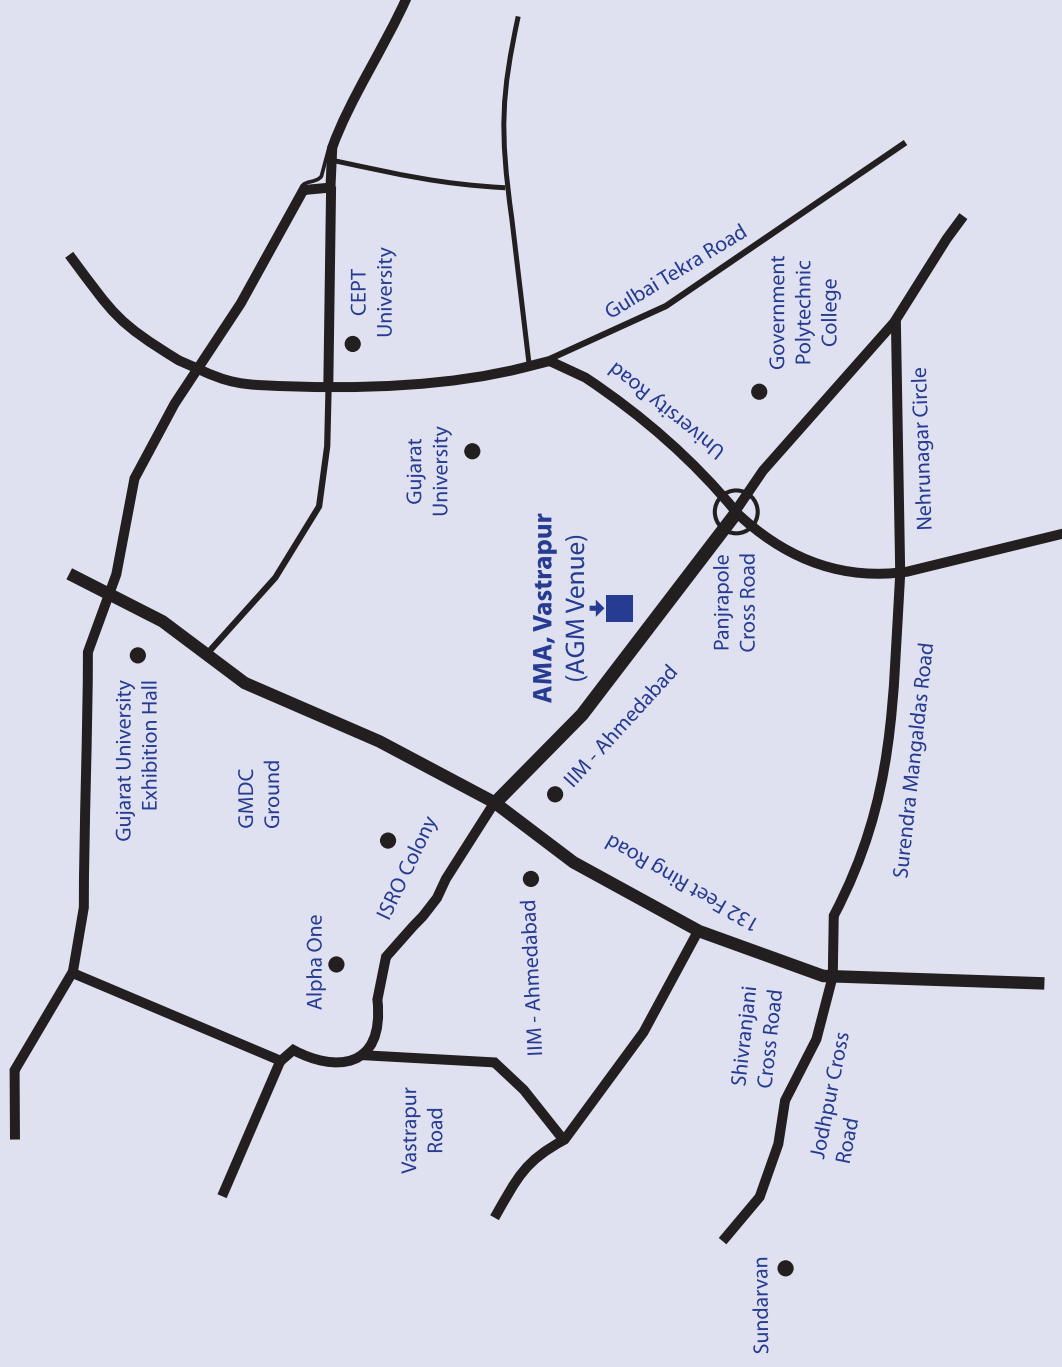 CEPT
University
Gulbai Tekra Road
Government
Polytechnic
College
University Road
Gujarat
University
Nehrunagar Circle
AMA, Vastrapur
(AGM Venue)
Panjrapole
Cross Road
Gujarat University
Exhibition Hall
GMDC
Ground
IIM - Ahmedabad
Surendra Mangaldas Road
ISRO Colony
132 Feet Ring Road
Alpha One
IIM - Ahmedabad
Shivranjani
Cross Road
Jodhpur Cross
Road
Vastrapur
Road
Sundarvan